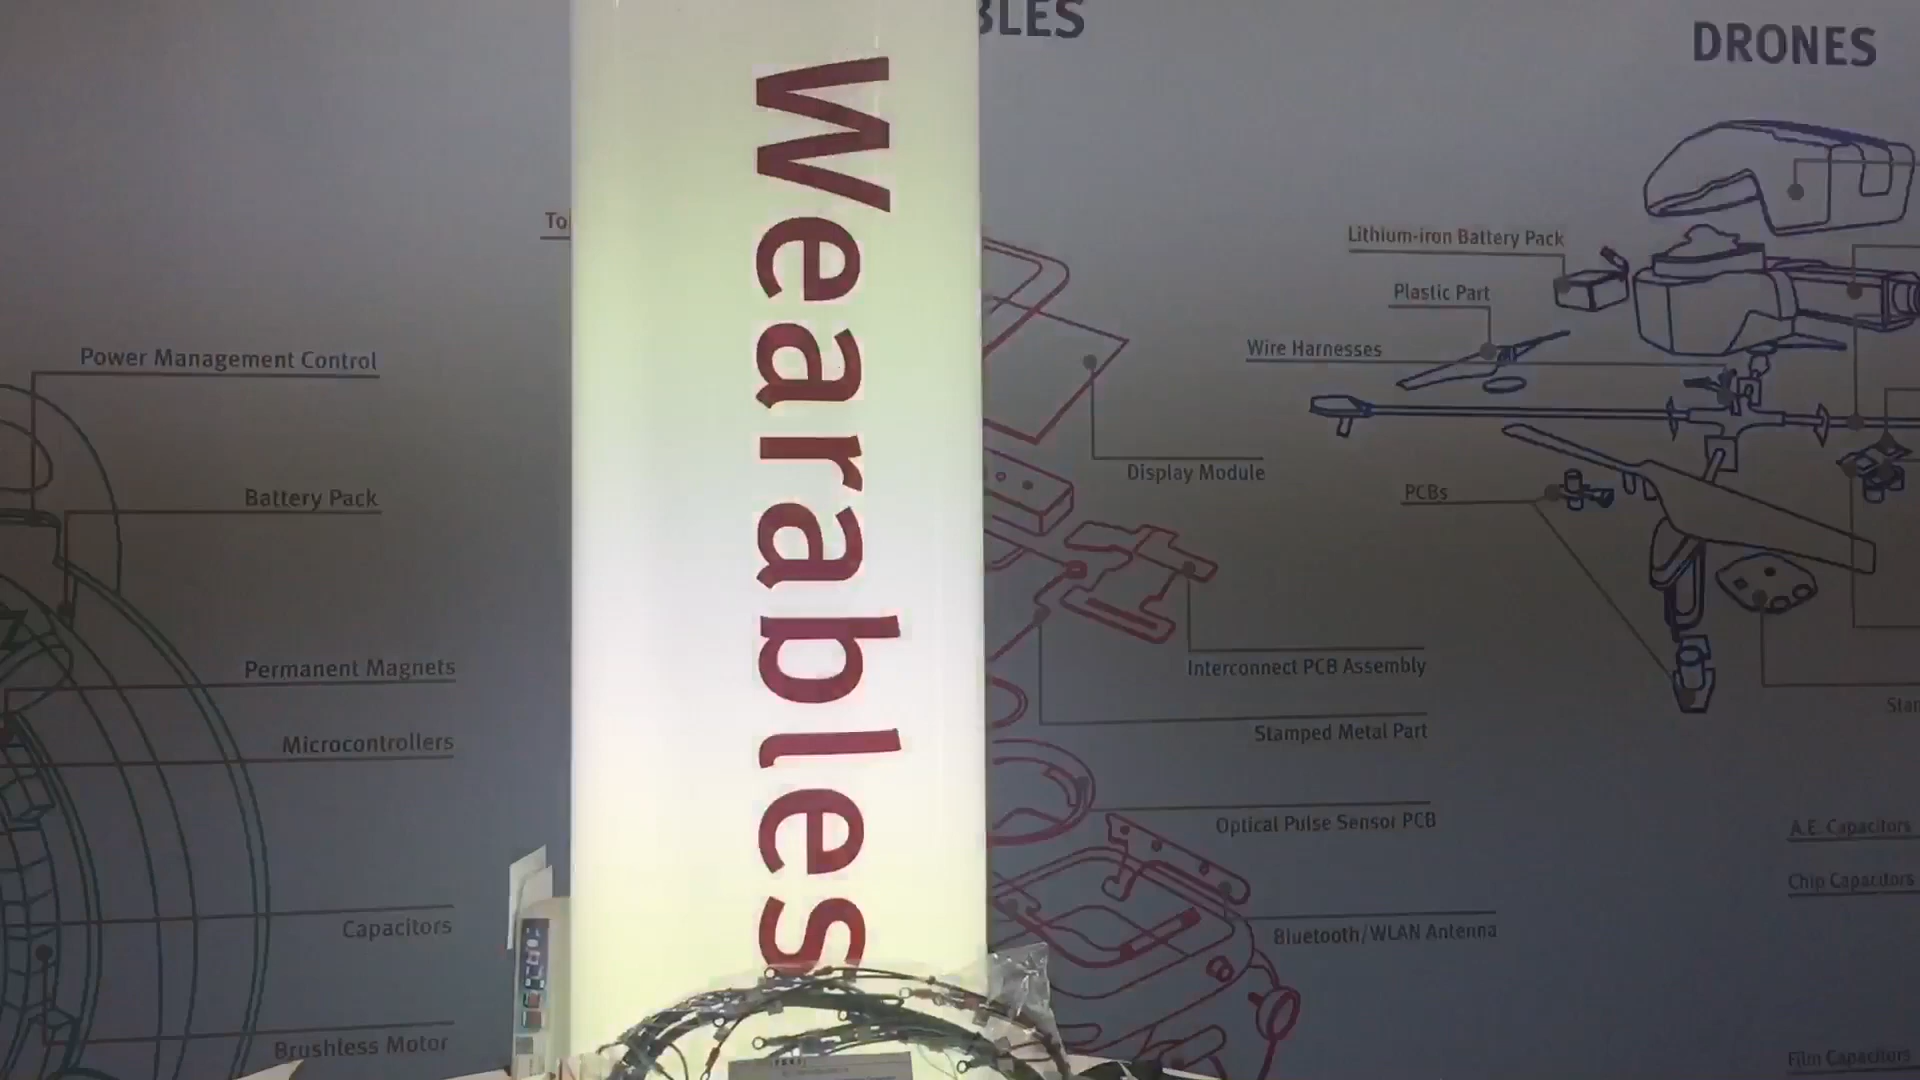 Power Management Control
Battery Pack
Permanent Magnets
Microcontrollers
Capacitors
Brushless Motor
Wearables
Display Module
Interconnect PCB Assembly
Stamped Metal Part
Optical Pulse Sensor PCB
Bluetooth/WLAN Antenna
DRONES
Lithium-iron Battery Pack
Plastic Part
Wire Harnesses
PCBs
A.E. Capacitors
Chip Capacitors
Film Capacitors